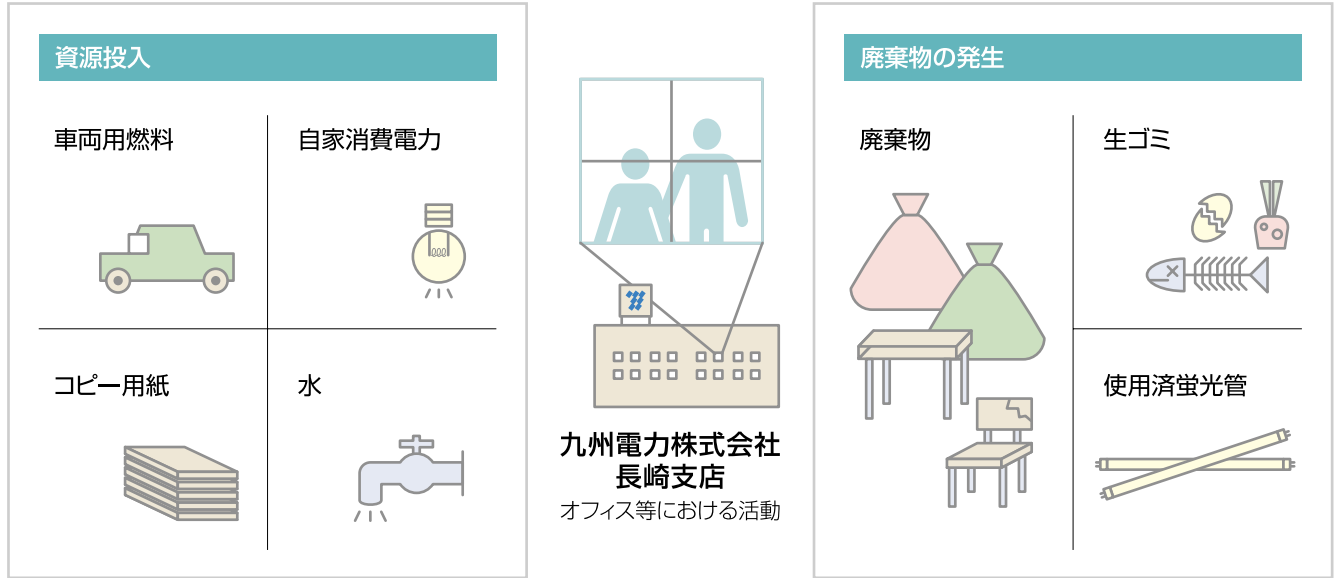 資源投入
車両用燃料
自家消費電力
コピー用紙
水
九州電力株式会社
長崎支店
オフィス等における活動
廃棄物の発生
廃棄物
生ゴミ
使用済蛍光管